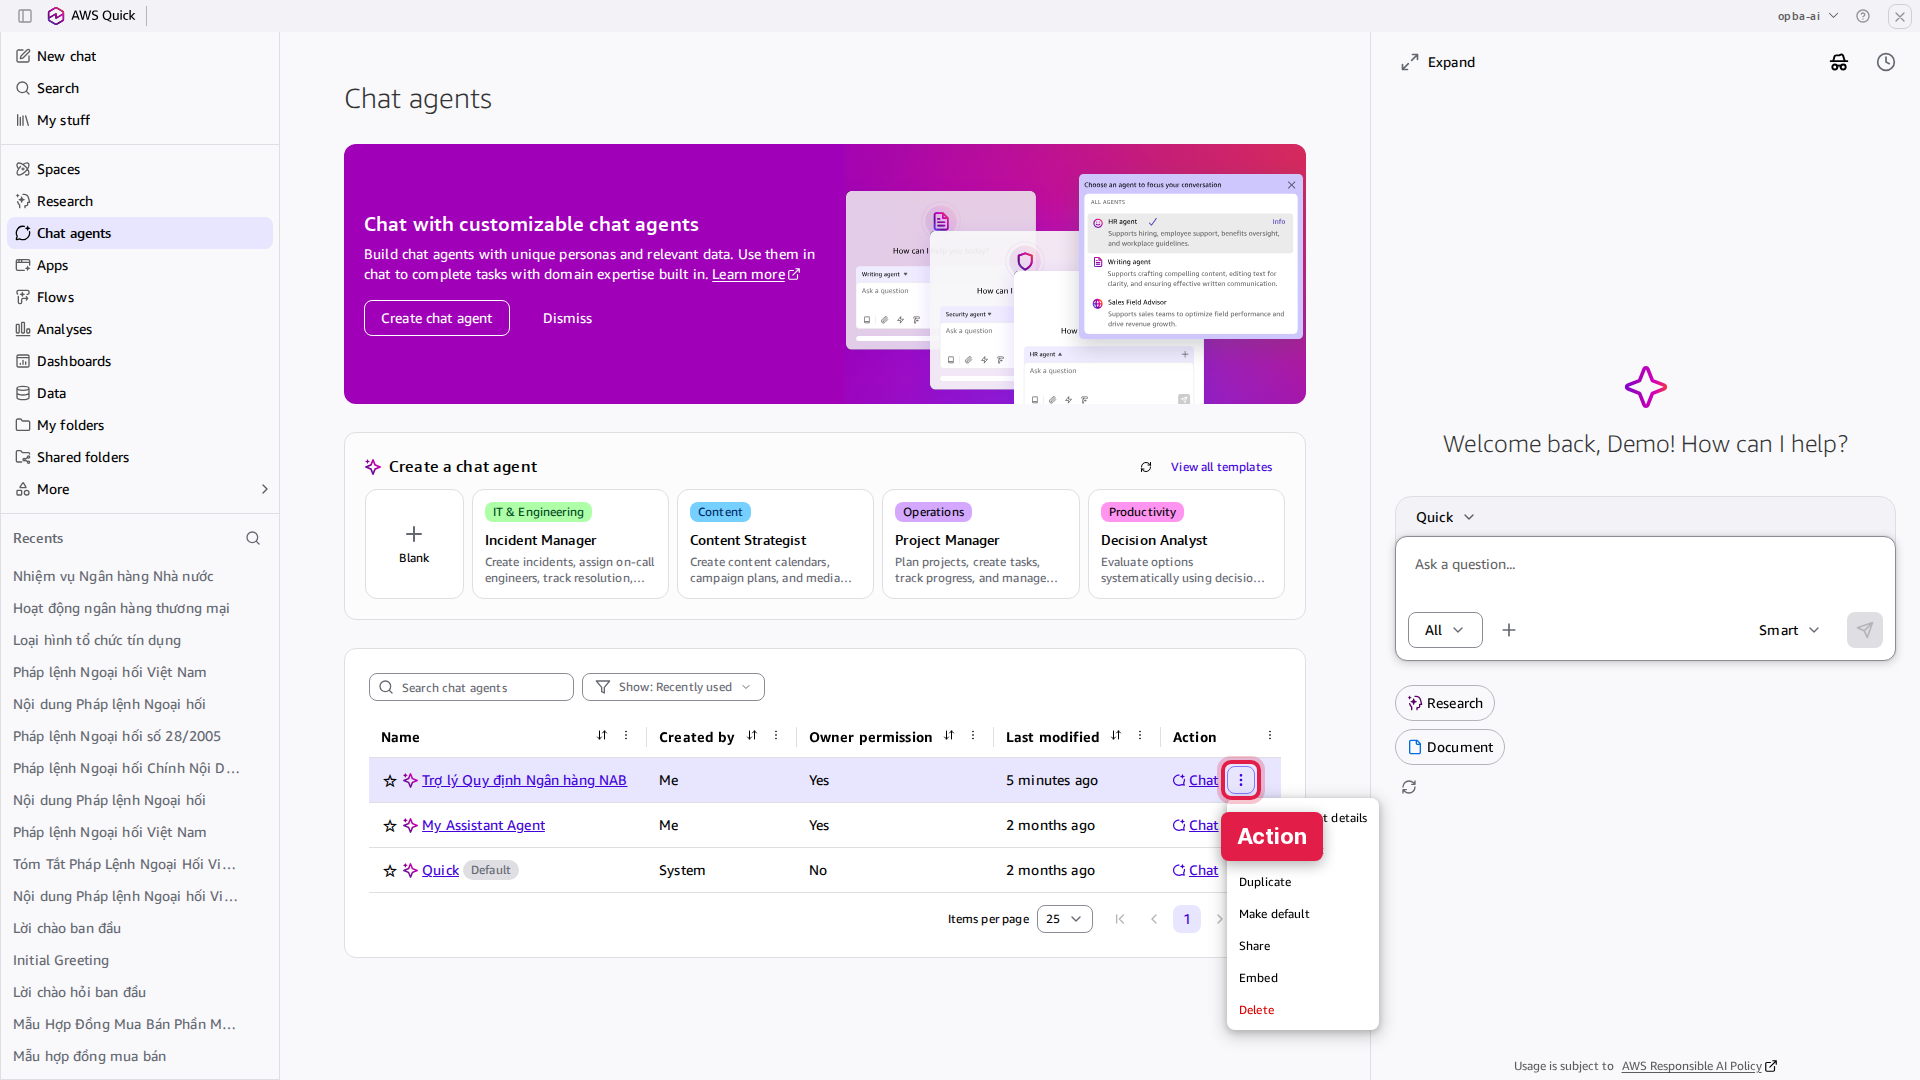 AWS Quick
opba-ai
New chat
Search
My stuff
Spaces
Research
Chat agents
Apps
Flows
Analyses
Dashboards
Data
My folders
Shared folders
More
Recents
Nhiệm vụ Ngân hàng Nhà nước
Hoạt động ngân hàng thương mại
Loại hình tổ chức tín dụng
Pháp lệnh Ngoại hối Việt Nam
Nội dung Pháp lệnh Ngoại hối
Pháp lệnh Ngoại hối số 28/2005
Pháp lệnh Ngoại hối Chính Nội D...
Nội dung Pháp lệnh Ngoại hối
Pháp lệnh Ngoại hối Việt Nam
Tóm Tắt Pháp Lệnh Ngoại Hối Vi...
Nội dung Pháp lệnh Ngoại hối Vi...
Lời chào ban đầu
Initial Greeting
Lời chào hỏi ban đầu
Mẫu Hợp Đồng Mua Bán Phần M...
Mẫu hợp đồng mua bán
Chat agents
Chat with customizable chat agents
Build chat agents with unique personas and relevant data. Use them in
chat to complete tasks with domain expertise built in. Learn more
Create chat agent
Dismiss
How can I
Writing agent
Ask a question
How can I
Security agent
Ask a question
How
HR agent
Ask a question
Choose an agent to focus your conversation
ALL AGENTS
HR agent
Info
Supports hiring, employee support, benefits oversight,
and workplace guidelines.
Writing agent
Supports crafting compelling content, editing text for
clarity, and ensuring effective written communication.
Sales Field Advisor
Supports sales teams to optimize field performance and
drive revenue growth.
Create a chat agent
View all templates
Blank
IT & Engineering
Incident Manager
Create incidents, assign on-call
engineers, track resolution,...
Content
Content Strategist
Create content calendars,
campaign plans, and media...
Operations
Project Manager
Plan projects, create tasks,
track progress, and manage...
Productivity
Decision Analyst
Evaluate options
systematically using decisio...
Search chat agents
Show: Recently used
Name Created by Owner permission Last modified Action
Trợ lý Quy định Ngân hàng NAB Me Yes 5 minutes ago Chat
My Assistant Agent Me Yes 2 months ago Chat
Quick Default System No 2 months ago Chat
Items per page 25 1
t details
Action
Duplicate
Make default
Share
Embed
Delete
Expand
Welcome back, Demo! How can I help?
Quick
Ask a question...
All
Smart
Research
Document
Usage is subject to AWS Responsible AI Policy